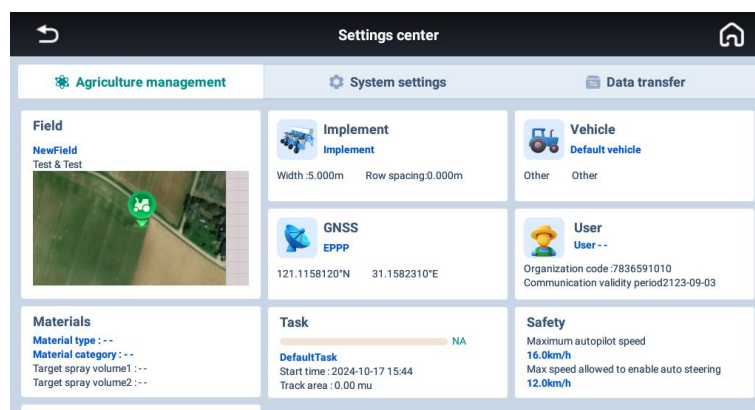 Settings center
Agriculture management
System settings
Data transfer
Field
NewField
Test & Test
Implement
Implement
Width :5.000m Row spacing:0.000m
Vehicle
Default vehicle
Other Other
GNSS
EPPP
121.1158120°N 31.1582310°E
User
User - -
Organization code :7836591010
Communication validity period2123-09-03
Materials
Material type : - -
Material category : - -
Target spray volume1 : - -
Target spray volume2 : - -
Task
NA
DefaultTask
Start time : 2024-10-17 15:44
Track area : 0.00 mu
Safety
Maximum autopilot speed
16.0km/h
Max speed allowed to enable auto steering
12.0km/h